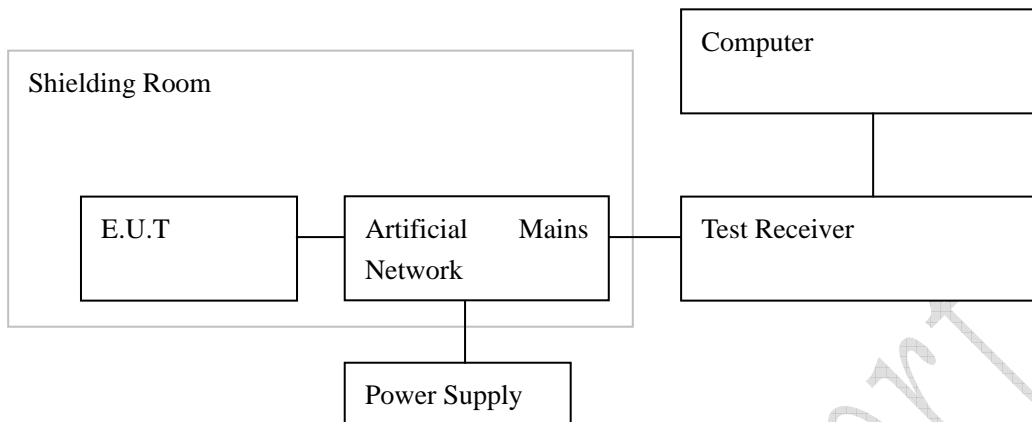 Computer
Shielding Room
E.U.T
Artificial Mains
Network
Test Receiver
Power Supply